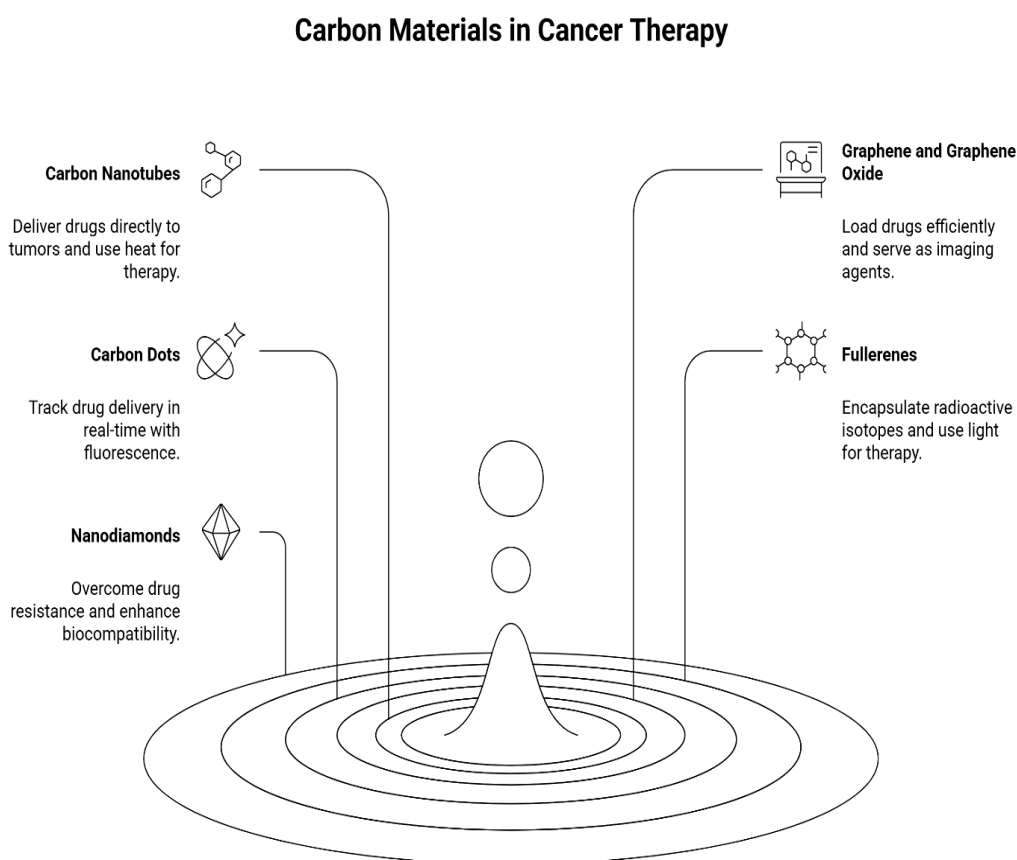 Carbon Materials in Cancer Therapy
Carbon Nanotubes
Deliver drugs directly to
tumors and use heat for
therapy.
Graphene and Graphene
Oxide
Load drugs efficiently
and serve as imaging
agents.
Carbon Dots
Track drug delivery in
real-time with
fluorescence.
Fullerenes
Encapsulate radioactive
isotopes and use light
for therapy.
Nanodiamonds
Overcome drug
resistance and enhance
biocompatibility.